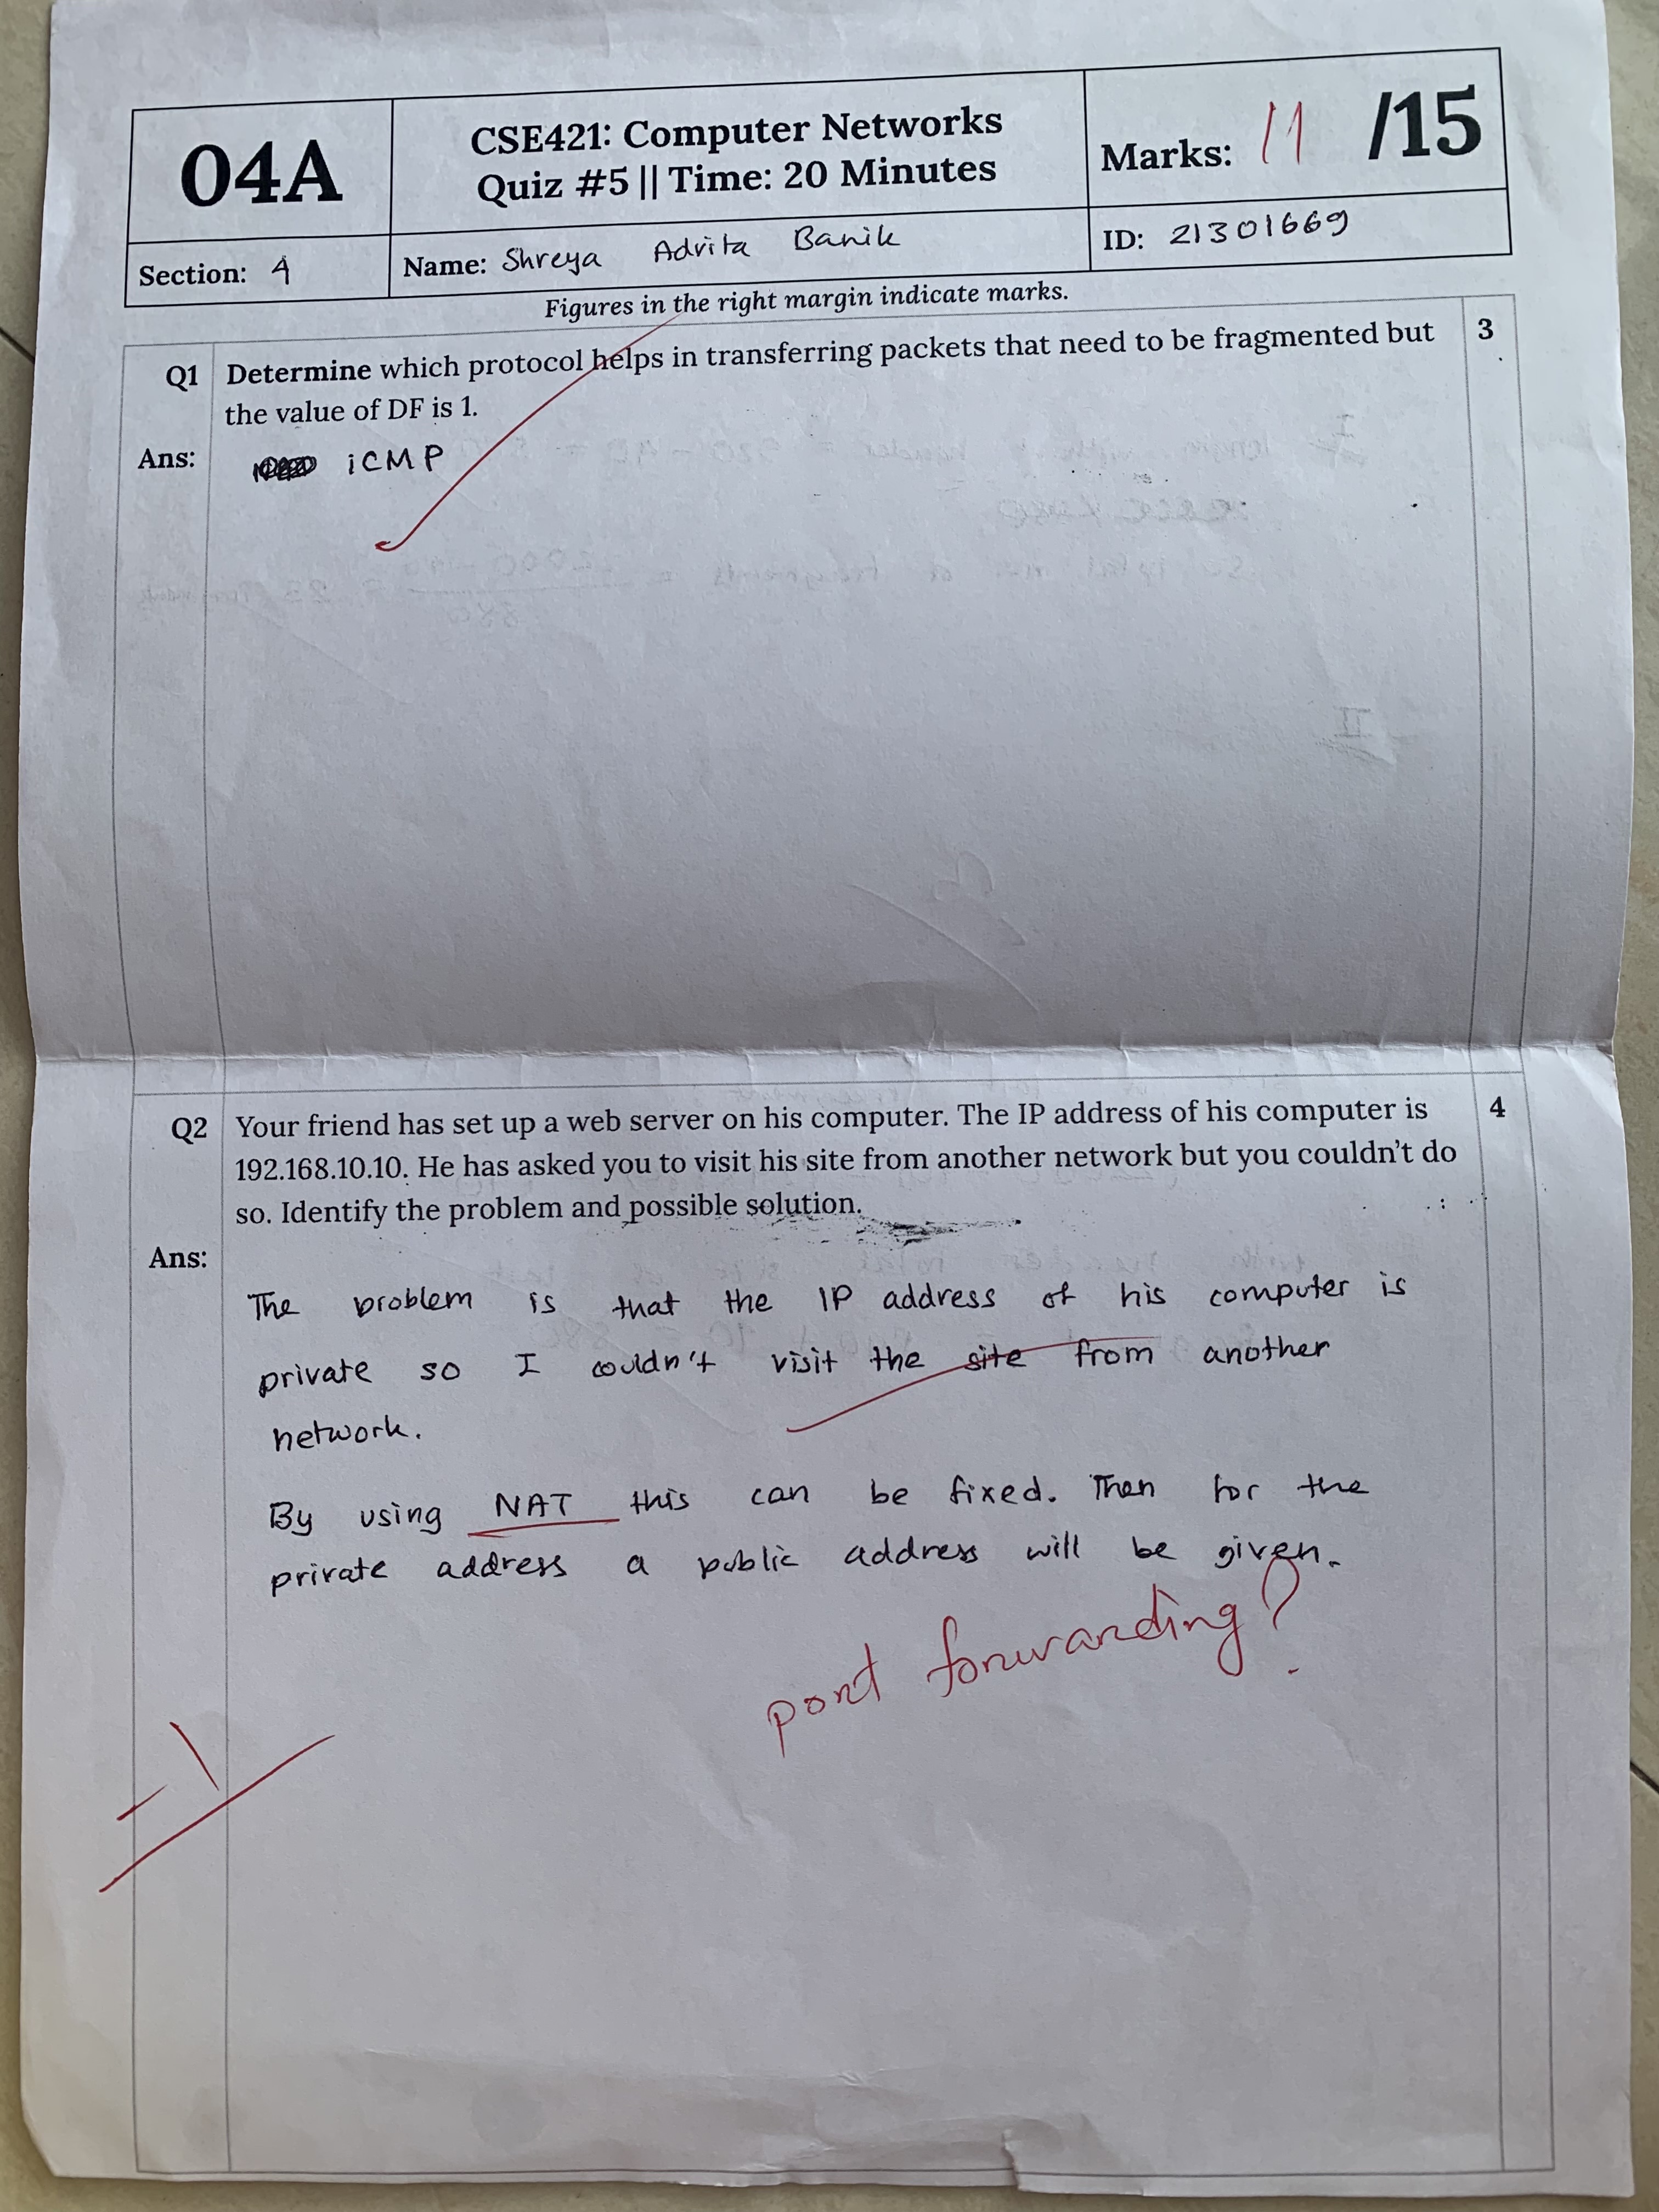 04A
CSE421: Computer Networks
Quiz #5 || Time: 20 Minutes
Marks: 11 /15
Section: 4
Name: Shreya Advita Banik
ID: 21301669
Figures in the right margin indicate marks.
Q1 Determine which protocol helps in transferring packets that need to be fragmented but 3
the value of DF is 1.
Ans: iCMP
Q2 Your friend has set up a web server on his computer. The IP address of his computer is 4
192.168.10.10. He has asked you to visit his site from another network but you couldn't do
so. Identify the problem and possible solution.
Ans:
The problem is that the IP address of his computer is
private so I couldn't visit the site from another
network.
By using NAT this can be fixed. Then for the
private address a public address will be given.
port forwarding?
-1